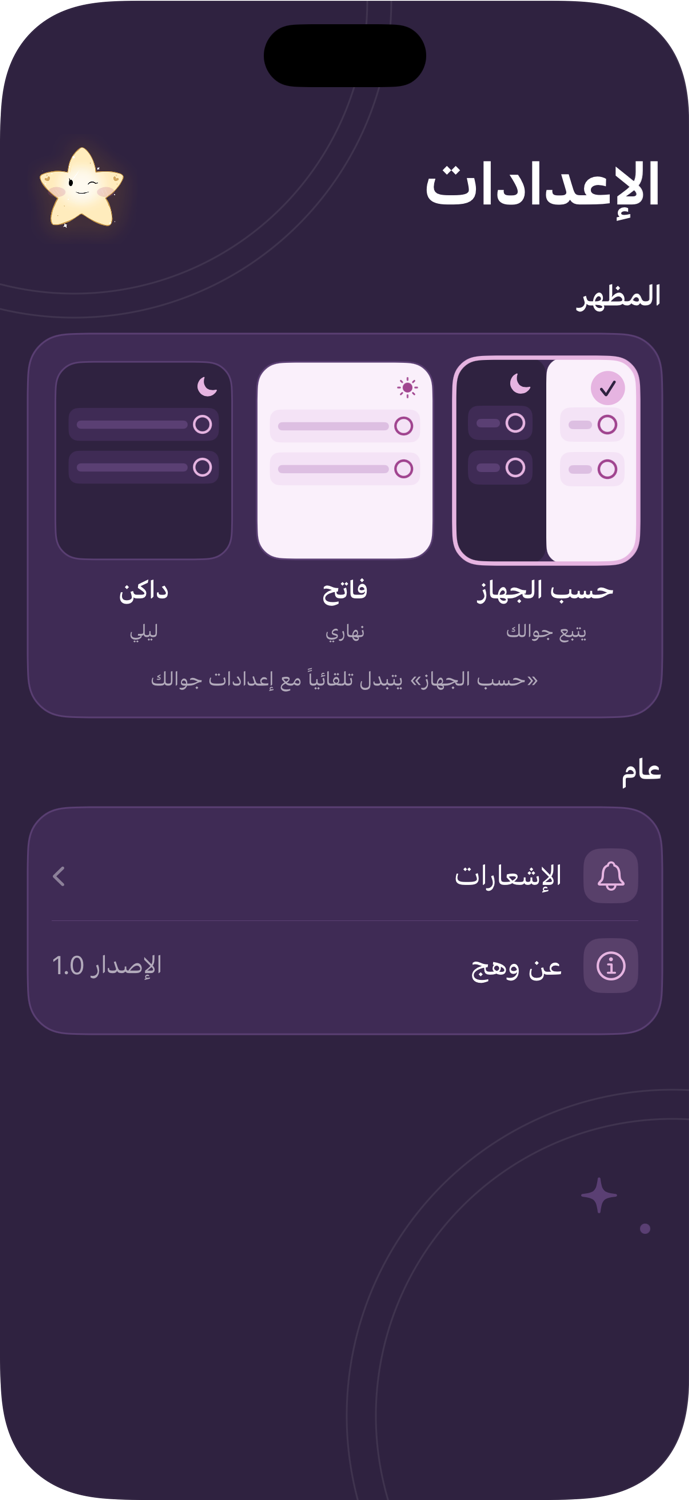 الإعدادات
المظهر
حسب الجهاز
يتبع جوالك
فاتح
نهاري
داكن
ليلي
«حسب الجهاز» يتبدل تلقائياً مع إعدادات جوالك
عام
الإشعارات
عن وهج
الإصدار 1.0